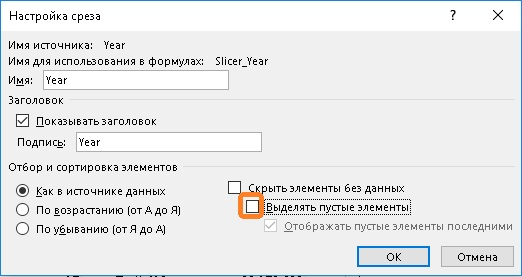 Настройка среза
Имя источника: Year
Имя для использования в формулах: Slicer_Year
Имя: Year
Заголовок
Показывать заголовок
Подпись: Year
Отбор и сортировка элементов
Как в источнике данных
Скрыть элементы без данных
По возрастанию (от А до Я)
Выделять пустые элементы
По убыванию (от Я до А)
Отображать пустые элементы последними
ОК
Отмена